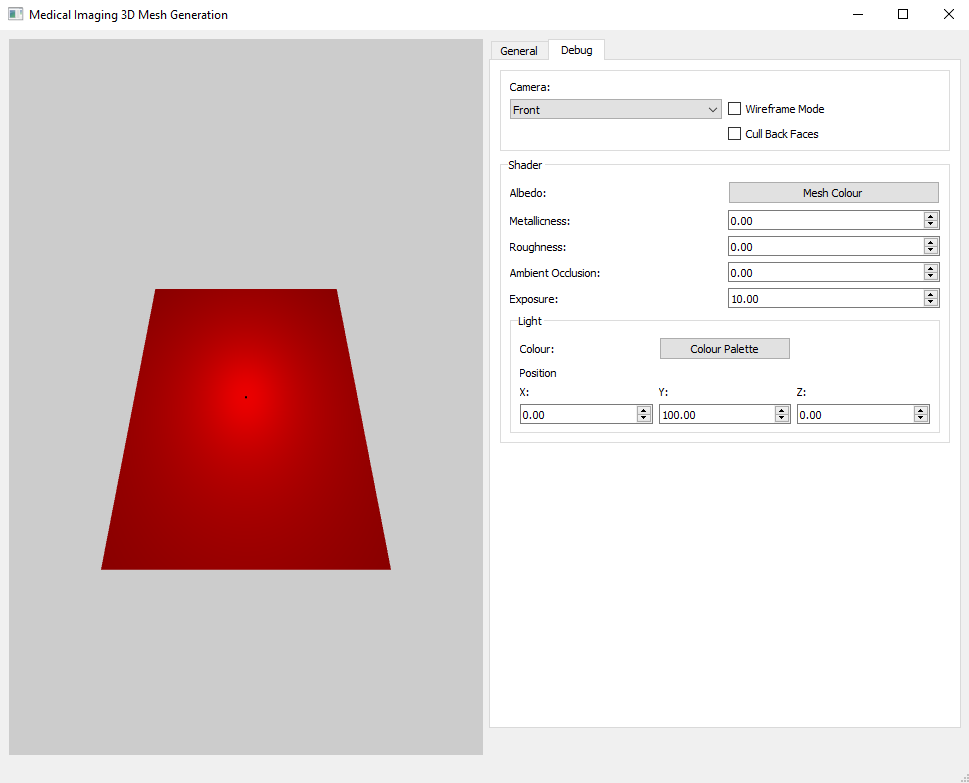 Medical Imaging 3D Mesh Generation
General Debug
Camera:
Front Wireframe Mode
Cull Back Faces
Shader
Albedo: Mesh Colour
Metallicness: 0.00
Roughness: 0.00
Ambient Occlusion: 0.00
Exposure: 10.00
Light
Colour: Colour Palette
Position
X: Y: Z:
0.00 100.00 0.00